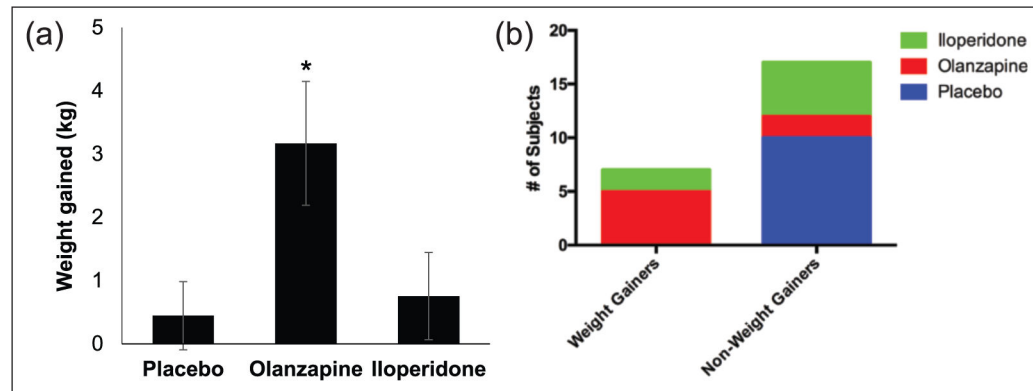 (a)
Weight gained (kg)
5
4
3
2
1
0
*
Placebo
Olanzapine
Iloperidone
(b)
# of Subjects
20
15
10
5
0
Weight Gainers
Non-Weight Gainers
Iloperidone
Olanzapine
Placebo